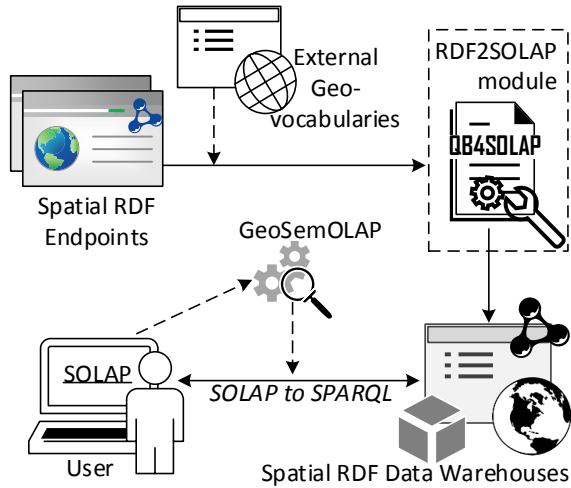 External
Geo-
vocabularies
RDF2SOLAP
module
QB4SOLAP
Spatial RDF
Endpoints
GeoSemOLAP
SOLAP
SOLAP to SPARQL
User
Spatial RDF Data Warehouses